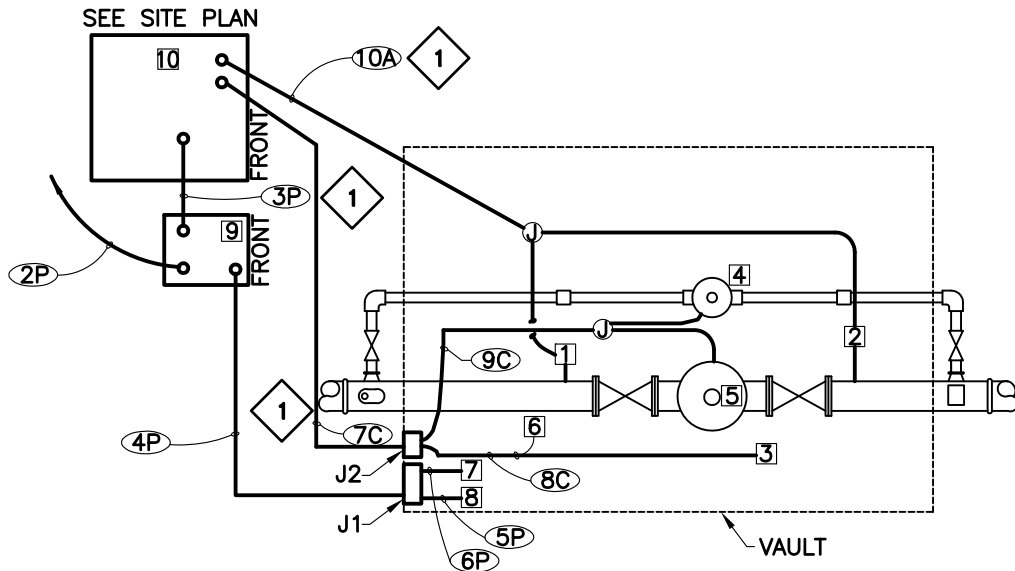 SEE SITE PLAN
10
10A
1
FRONT
3P
1
9
FRONT
2P
J
4
2
J
1
9C
5
1
7C
4P
6
3
J2
7
8C
8
J1
5P
6P
VAULT